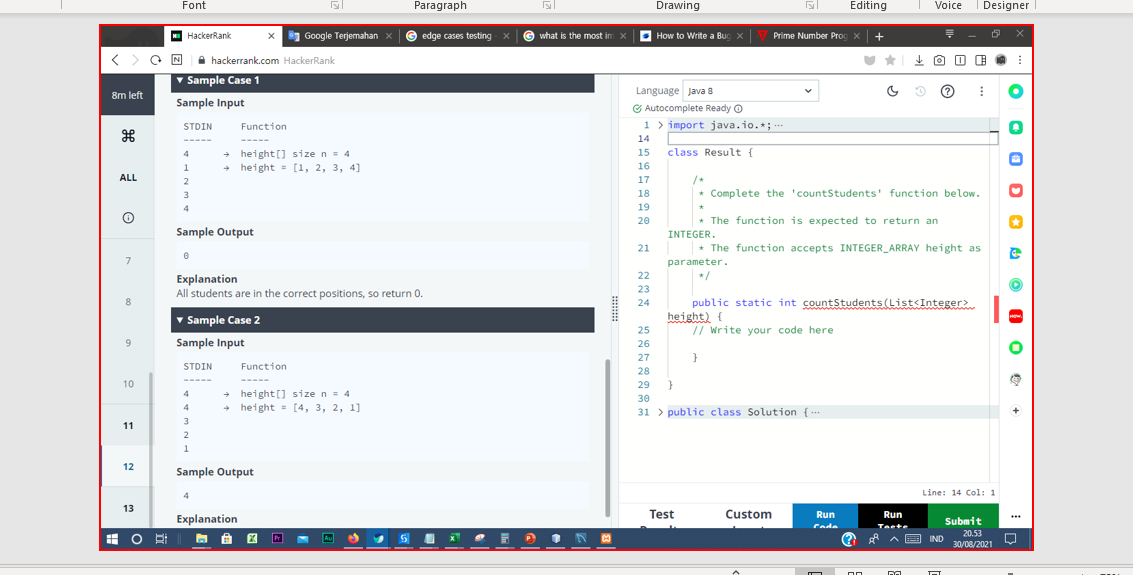 Font Paragraph Drawing Editing Voice Designer
HackerRank Google Terjemahan edge cases testing what is the most im How to Write a Bug Prime Number Prog
hackerrank.com HackerRank
8m left
ALL
7
8
9
10
11
12
13
Sample Case 1
Sample Input
STDIN Function
----- -----
4 → height[] size n = 4
1 → height = [1, 2, 3, 4]
2
3
4
Sample Output
0
Explanation
All students are in the correct positions, so return 0.
Sample Case 2
Sample Input
STDIN Function
----- -----
4 → height[] size n = 4
4 → height = [4, 3, 2, 1]
3
2
1
Sample Output
4
Explanation
Language Java 8
Autocomplete Ready
1 import java.io.*;
14
15 class Result {
16
17 /*
18 * Complete the 'countStudents' function below.
19 *
20 * The function is expected to return an
INTEGER.
21 * The function accepts INTEGER_ARRAY height as
parameter.
22 */
23
24 public static int countStudents(List<Integer>
height) {
25 // Write your code here
26
27 }
28
29 }
30
31 public class Solution {
Line: 14 Col: 1
Test Custom Run Run Submit
Code Tests
IND 20.53
30/08/2021